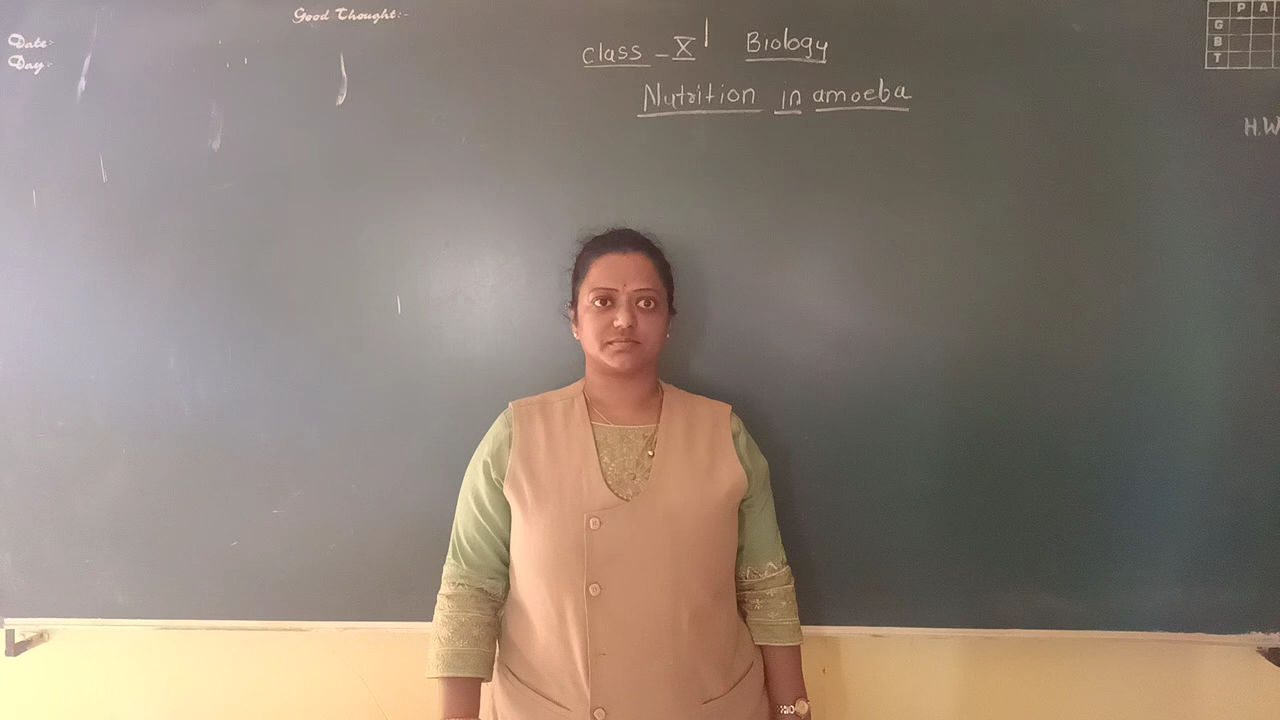 Good Thought:-
Date:-
Day:-
Class - X Biology
Nutrition in amoeba
P A
G
B
T
H.W